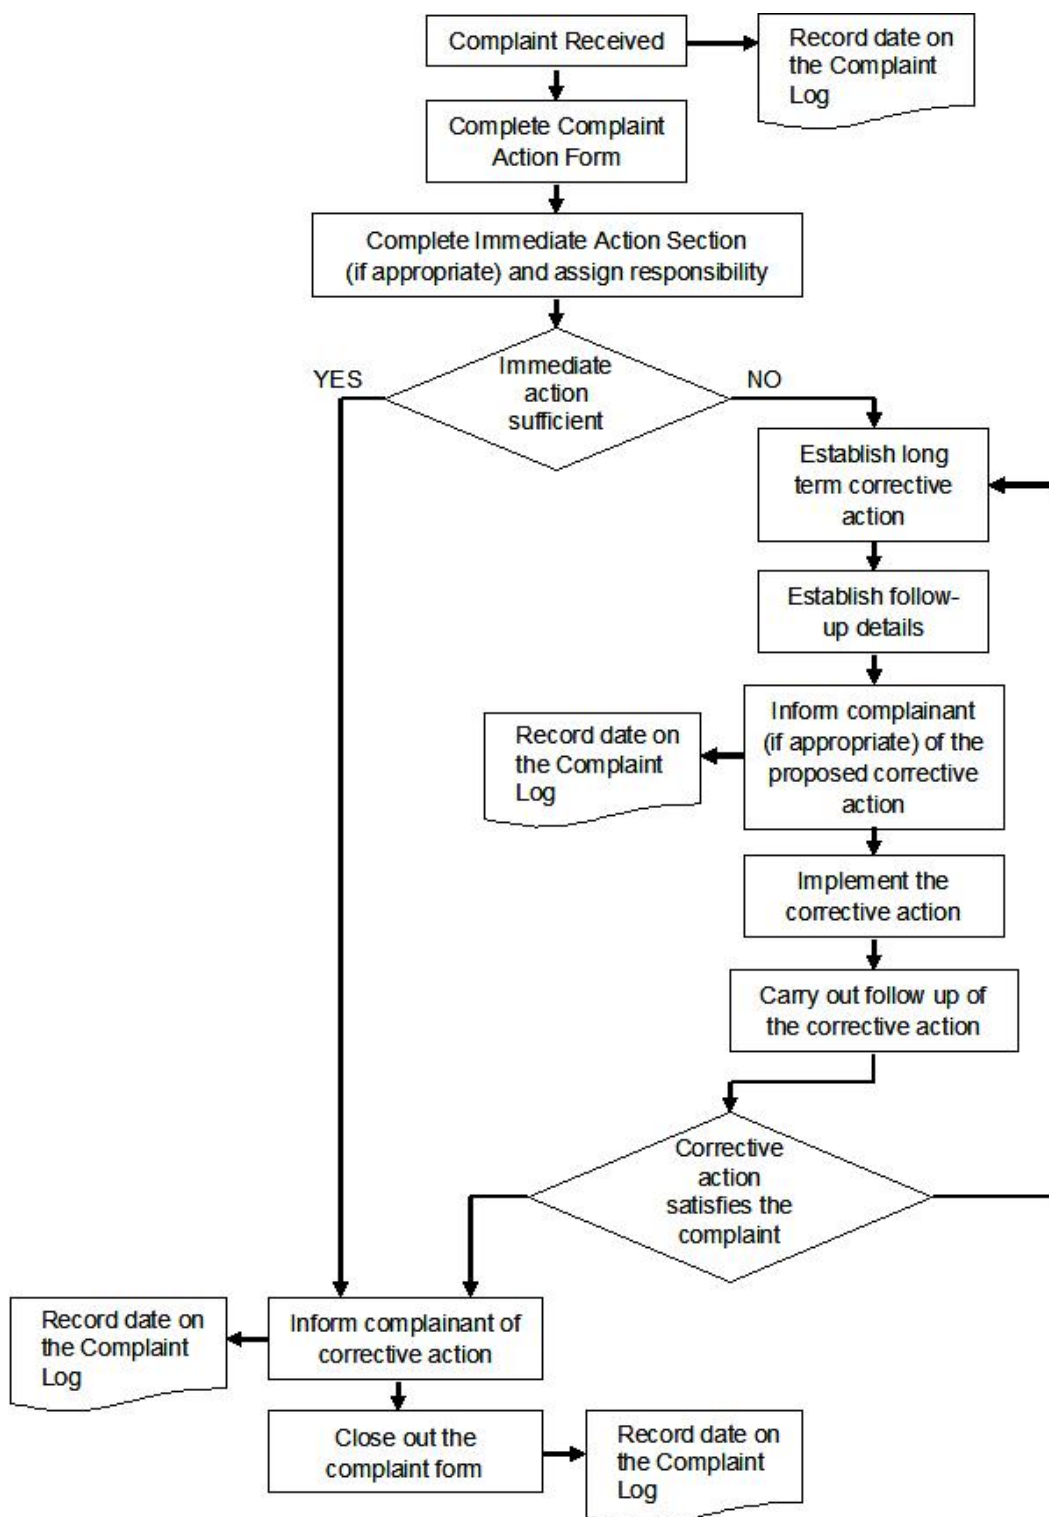 Complaint Received
Record date on
the Complaint
Log
Complete Complaint
Action Form
Complete Immediate Action Section
(if appropriate) and assign responsibility
YES
Immediate
action
sufficient
NO
Establish long
term corrective
action
Establish follow-
up details
Inform complainant
(if appropriate) of the
proposed corrective
action
Record date on
the Complaint
Log
Implement the
corrective action
Carry out follow up of
the corrective action
Corrective
action
satisfies the
complaint
Inform complainant of
corrective action
Record date on
the Complaint
Log
Close out the
complaint form
Record date on
the Complaint
Log